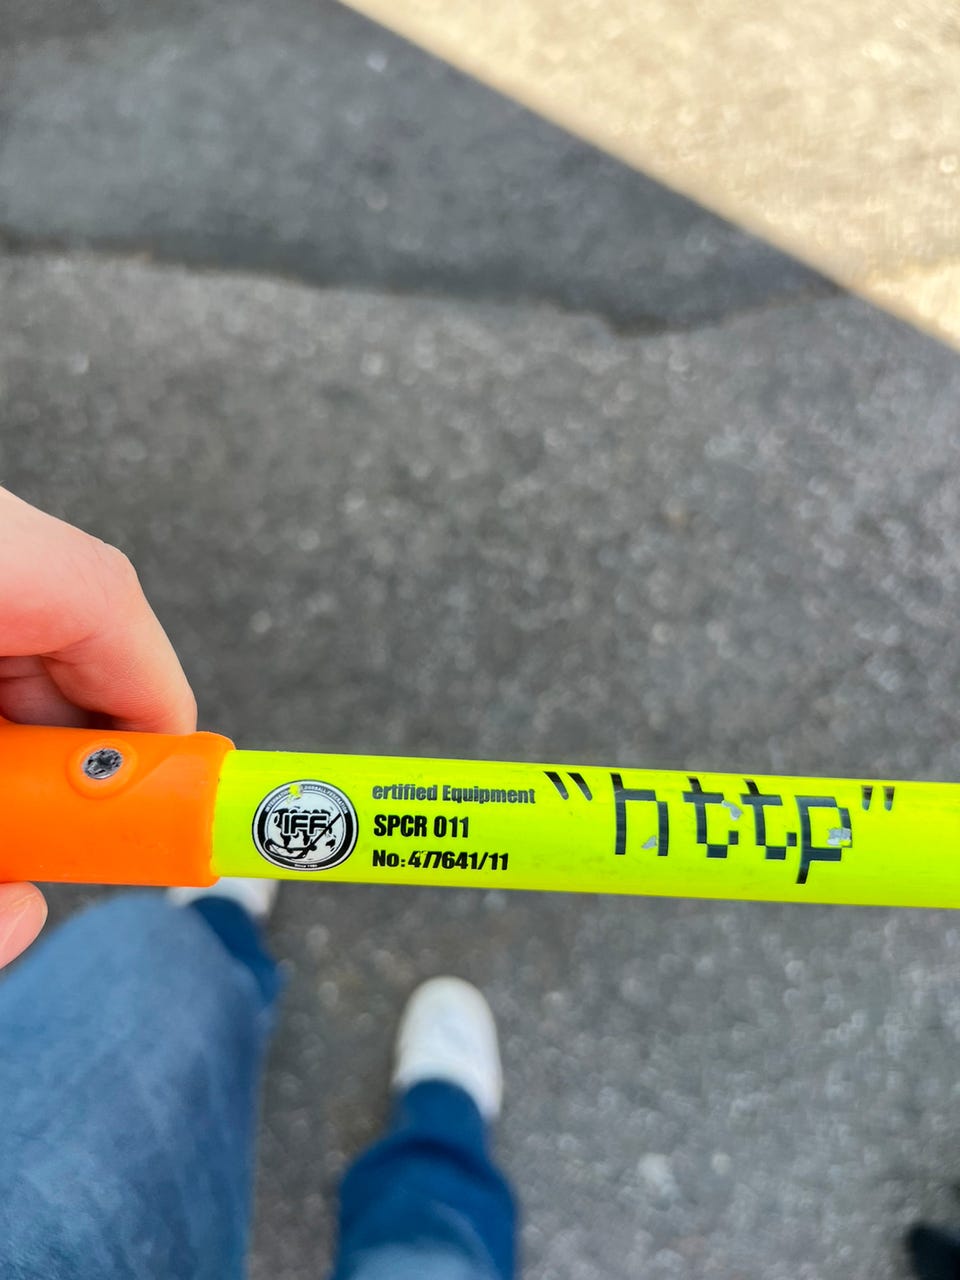 IFF
ertified Equipment
SPCR 011
No: 477641/11
"http"